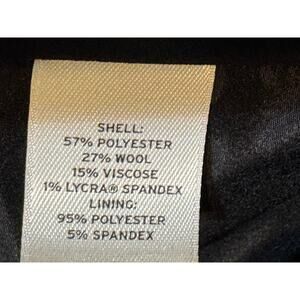 SHELL:
57% POLYESTER
27% WOOL
15% VISCOSE
1% LYCRA® SPANDEX
LINING:
95% POLYESTER
5% SPANDEX